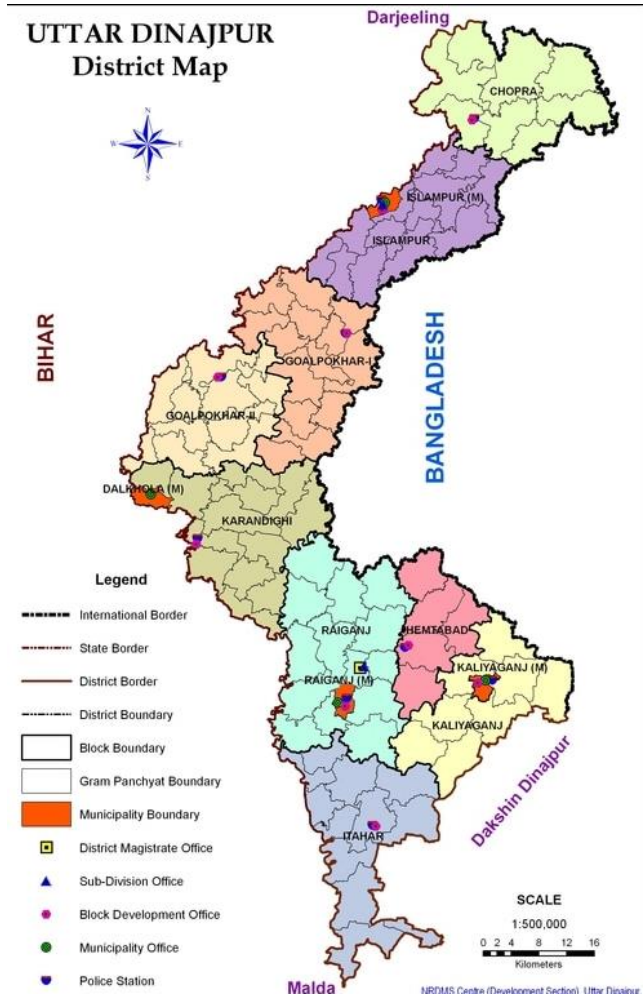 UTTAR DINAJPUR
District Map
Darjeeling
CHOPRA
N
W E
S
ISLAMPUR (M)
ISLAMPUR
BIHAR
BANGLADESH
GOALPOKHAR-I
GOALPOKHAR-II
DALKHOLA (M)
KARANDIGHI
RAIGANJ
HEMTABAD
RAIGANJ (M)
KALIYAGANJ (M)
KALIYAGANJ
Dakshin Dinajpur
ITAHAR
Malda
Legend
International Border
State Border
District Border
District Boundary
Block Boundary
Gram Panchyat Boundary
Municipality Boundary
District Magistrate Office
Sub-Division Office
Block Development Office
Municipality Office
Police Station
SCALE
1:500,000
0 2 4 8 12 16
Kilometers
NRDMS Centre (Development Section), Uttar Dinajpur